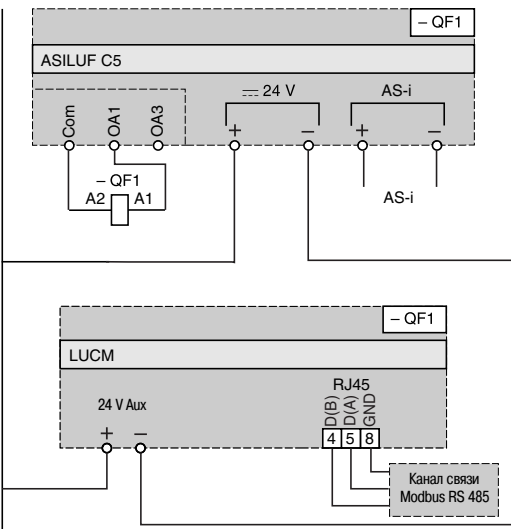 – QF1
ASILUF C5
24 V
AS-i
Com
OA1
OA3
+
–
+
–
– QF1
A2
A1
AS-i
– QF1
LUCM
24 V Aux
RJ45
D(B)
D(A)
GND
+
–
4 5 8
Канал связи
Modbus RS 485